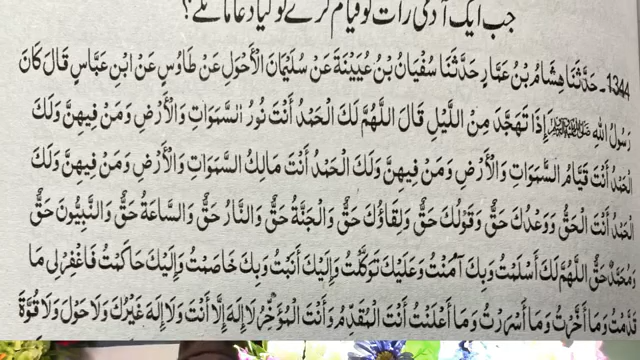 جب ایک آدمی رات کو قیام کرے تو کیا دعا مانگے؟
1344۔ حَدَّثَنَا هِشَامُ بْنُ عَمَّارٍ حَدَّثَنَا سُفْيَانُ بْنُ عُيَيْنَةَ عَنْ سُلَيْمَانَ الْأَحْوَلِ عَنْ طَاوُسٍ عَنِ ابْنِ عَبَّاسٍ قَالَ كَانَ
رَسُولُ اللّٰهِ ﷺ إِذَا تَهَجَّدَ مِنَ اللَّيْلِ قَالَ اللّٰهُمَّ لَكَ الْحَمْدُ أَنْتَ نُورُ السَّمَوَاتِ وَالْأَرْضِ وَمَنْ فِيهِنَّ وَلَكَ
الْحَمْدُ أَنْتَ قَيَّامُ السَّمَوَاتِ وَالْأَرْضِ وَمَنْ فِيهِنَّ وَلَكَ الْحَمْدُ أَنْتَ مَالِكُ السَّمَوَاتِ وَالْأَرْضِ وَمَنْ فِيهِنَّ وَلَكَ
الْحَمْدُ أَنْتَ الْحَقُّ وَوَعْدُكَ حَقٌّ وَقَوْلُكَ حَقٌّ وَلِقَاؤُكَ حَقٌّ وَالْجَنَّةُ حَقٌّ وَالنَّارُ حَقٌّ وَالسَّاعَةُ حَقٌّ وَالنَّبِيُّونَ حَقٌّ
وَمُحَمَّدٌ حَقٌّ اللّٰهُمَّ لَكَ أَسْلَمْتُ وَبِكَ آمَنْتُ وَعَلَيْكَ تَوَكَّلْتُ وَإِلَيْكَ أَنَبْتُ وَبِكَ خَاصَمْتُ وَإِلَيْكَ حَاكَمْتُ فَاغْفِرْ لِي مَا
قَدَّمْتُ وَمَا أَخَّرْتُ وَمَا أَسْرَرْتُ وَمَا أَعْلَنْتُ أَنْتَ الْمُقَدِّمُ وَأَنْتَ الْمُؤَخِّرُ لَا إِلَهَ إِلَّا أَنْتَ وَلَا إِلَهَ غَيْرُكَ وَلَا حَوْلَ وَلَا قُوَّةَ